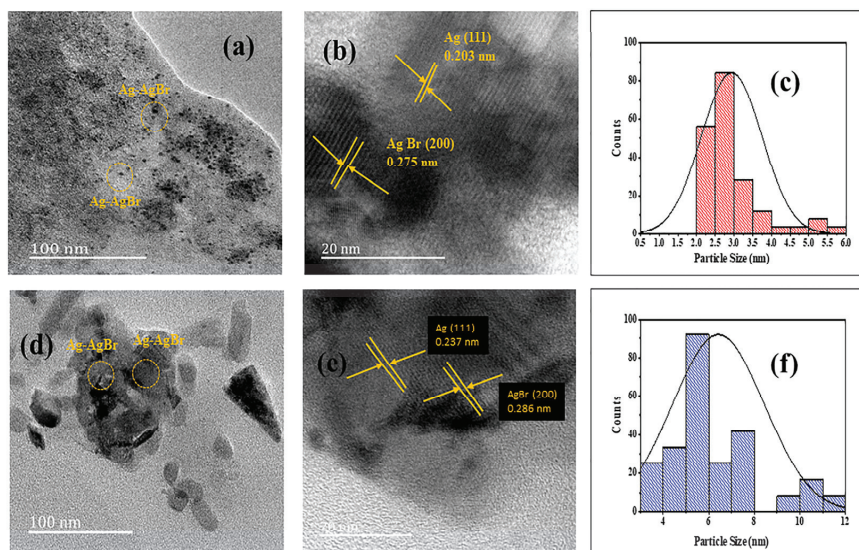 (a)
Ag-AgBr
Ag-AgBr
100 nm
(b)
Ag (111)
0.203 nm
Ag Br (200)
0.275 nm
20 nm
(c)
100
80
60
40
20
0
Counts
0.5 1.0 1.5 2.0 2.5 3.0 3.5 4.0 4.5 5.0 5.5 6.0
Particle Size (nm)
(d)
Ag-AgBr
Ag-AgBr
100 nm
(e)
Ag (111)
0.237 nm
AgBr (200)
0.286 nm
(f)
100
80
60
40
20
0
Counts
4 6 8 10 12
Particle Size (nm)